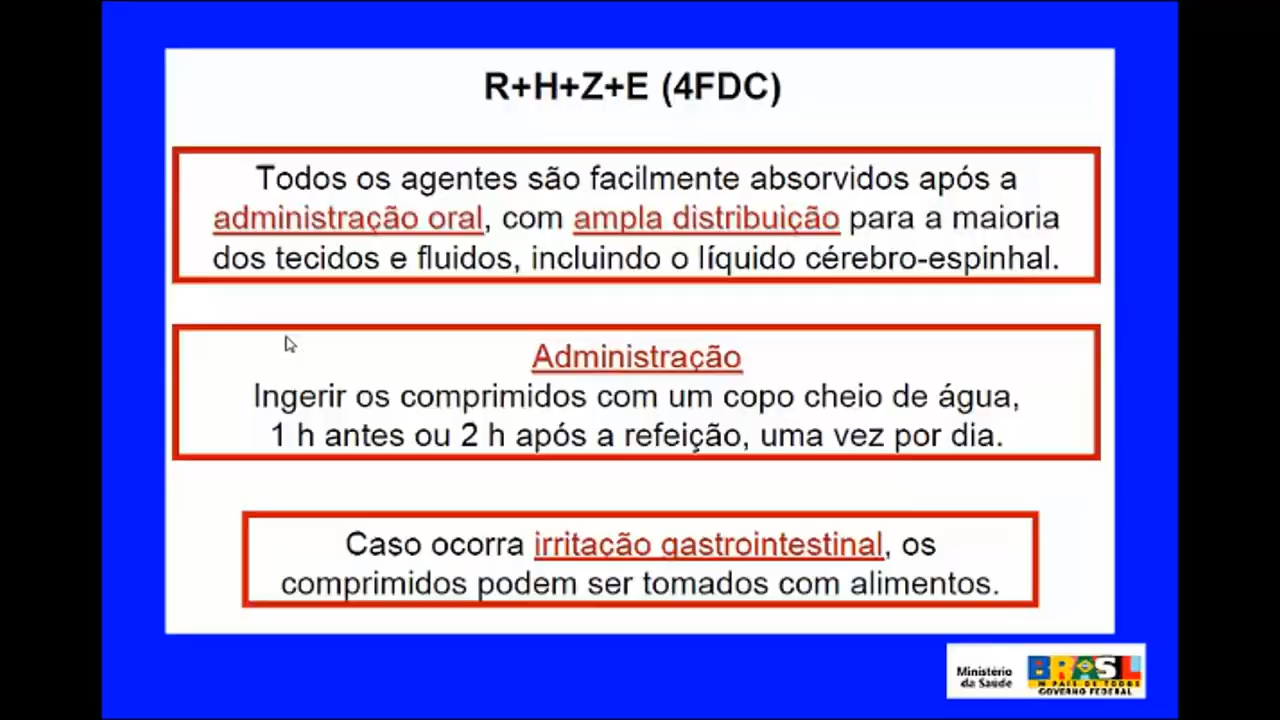 R+H+Z+E (4FDC)
Todos os agentes são facilmente absorvidos após a
administração oral, com ampla distribuição para a maioria
dos tecidos e fluidos, incluindo o líquido cérebro-espinhal.
Administração
Ingerir os comprimidos com um copo cheio de água,
1 h antes ou 2 h após a refeição, uma vez por dia.
Caso ocorra irritação gastrointestinal, os
comprimidos podem ser tomados com alimentos.
Ministério
da Saúde
BRASIL
UM PAÍS DE TODOS
GOVERNO FEDERAL